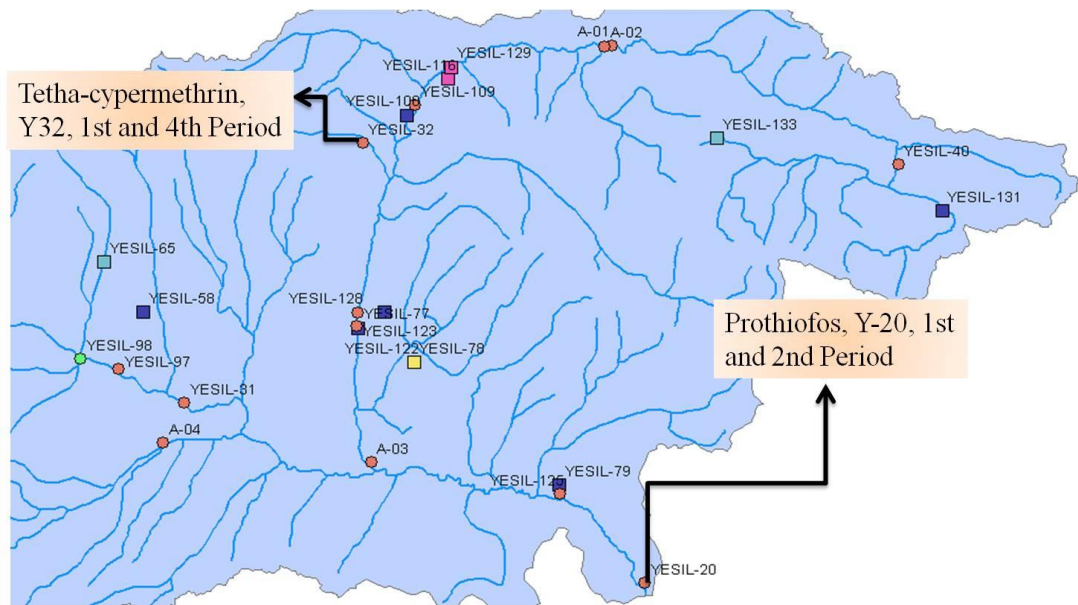 A-01 A-02
YESIL-129
YESIL-116
YESIL-109
YESIL-108
Tetha-cypermethrin,
Y32, 1st and 4th Period
YESIL-32
YESIL-133
YESIL-40
YESIL-131
YESIL-65
YESIL-58
YESIL-128
YESIL-77
YESIL-123
YESIL-122
YESIL-78
Prothiofos, Y-20, 1st
and 2nd Period
YESIL-98
YESIL-97
YESIL-81
A-04
A-03
YESIL-79
YESIL-125
YESIL-20